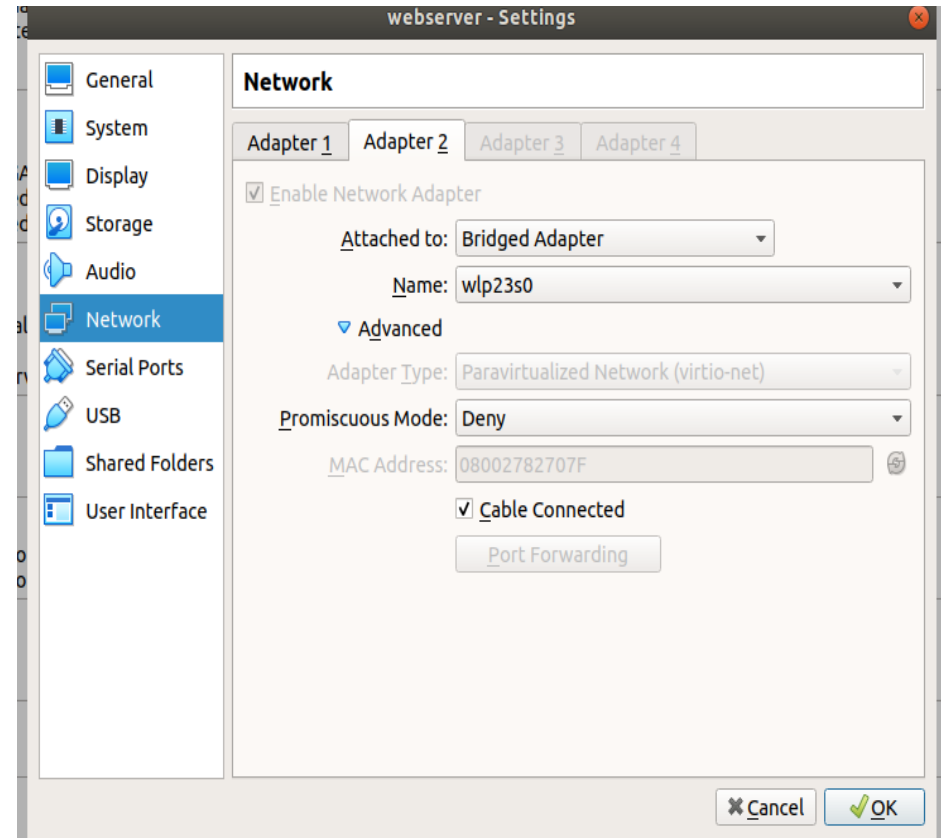 webserver - Settings
General
System
Display
Storage
Audio
Network
Serial Ports
USB
Shared Folders
User Interface
Network
Adapter 1 Adapter 2 Adapter 3 Adapter 4
Enable Network Adapter
Attached to: Bridged Adapter
Name: wlp23s0
Advanced
Adapter Type: Paravirtualized Network (virtio-net)
Promiscuous Mode: Deny
MAC Address: 08002782707F
Cable Connected
Port Forwarding
Cancel OK